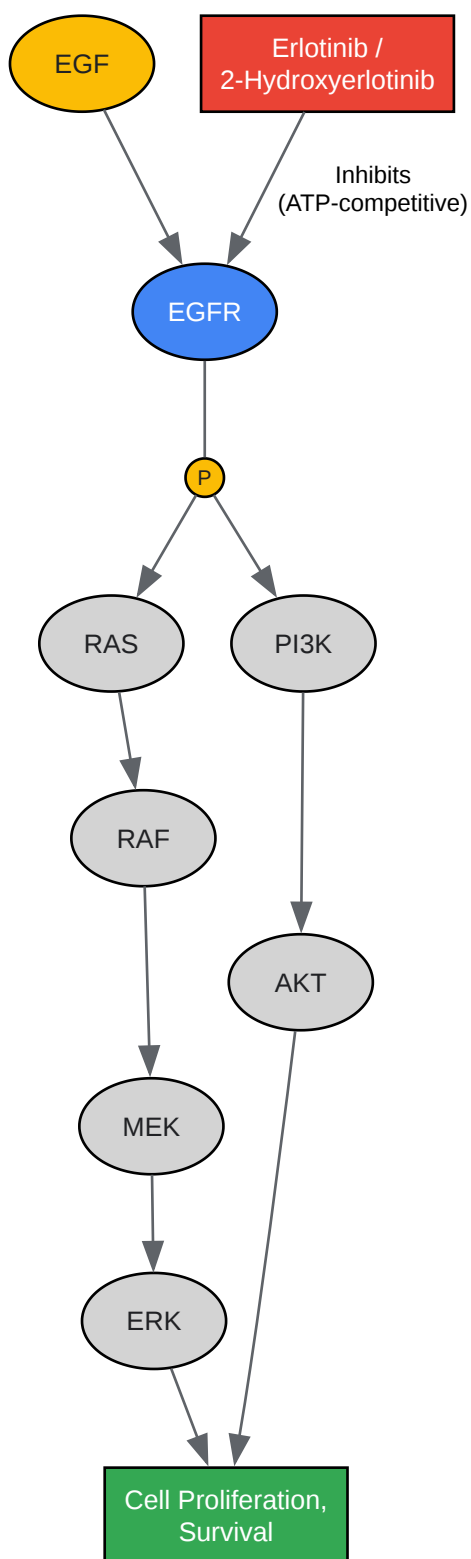 EGF
Erlotinib /
2-Hydroxyerlotinib
Inhibits
(ATP-competitive)
EGFR
P
RAS
PI3K
RAF
AKT
MEK
ERK
Cell Proliferation,
Survival